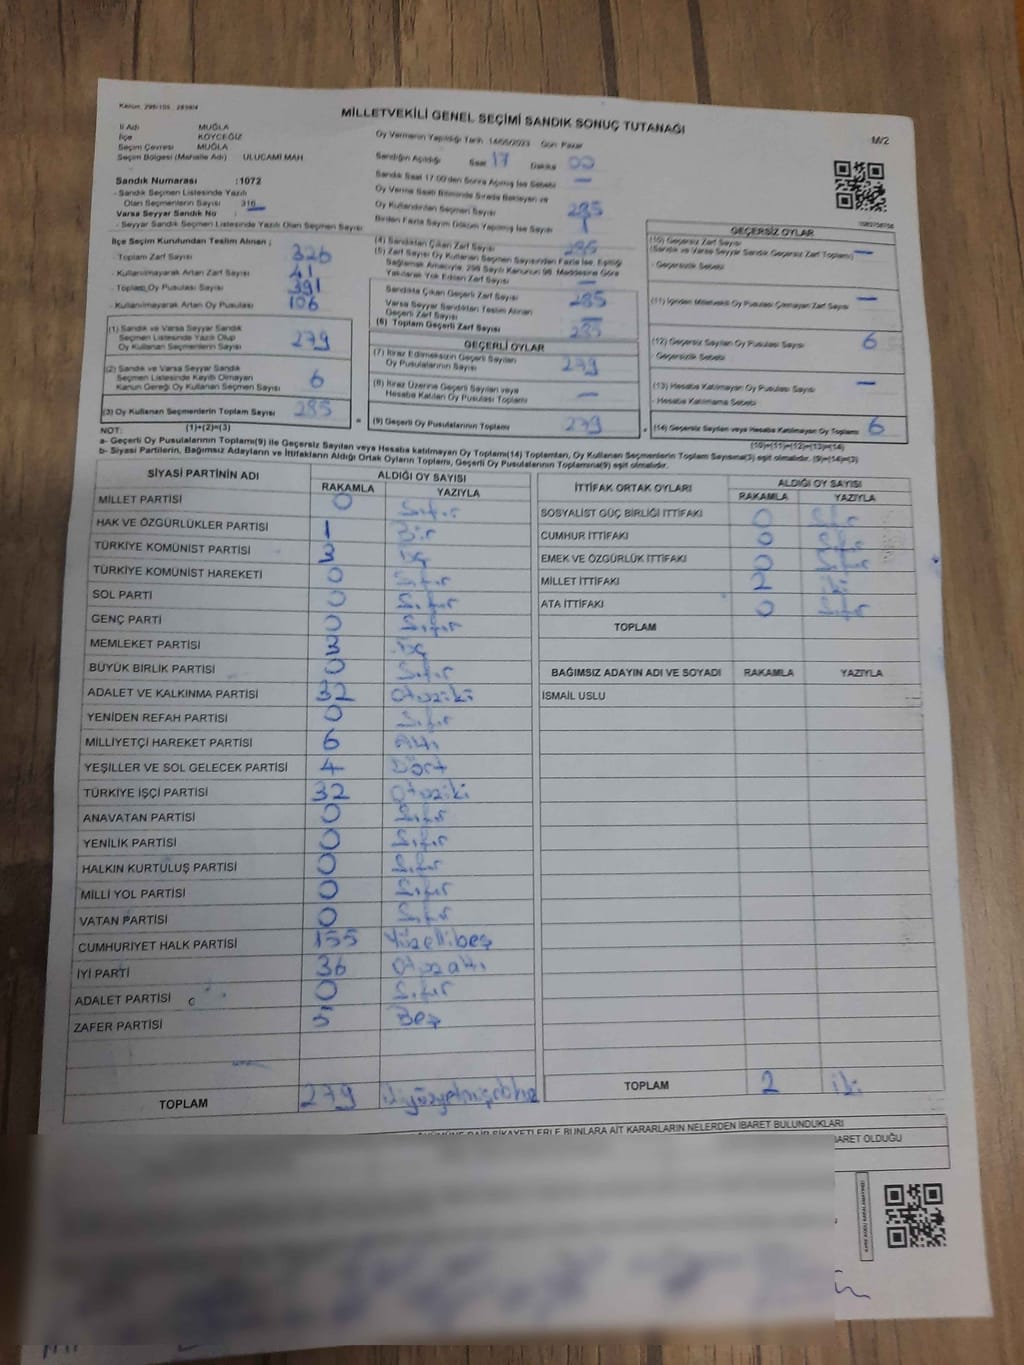 Kanun: 298/105 , 2839/4
MİLLETVEKİLİ GENEL SEÇİMİ SANDIK SONUÇ TUTANAĞI
M/2
İl Adı MUĞLA
İlçe KÖYCEĞİZ
Seçim Çevresi MUĞLA
Seçim Bölgesi (Mahalle Adı) ULUCAMİ MAH.
Oy Vermenin Yapıldığı Tarih 14/05/2023 Gün Pazar
Sandığın Açıldığı Saat 17 Dakika 00
Sandık Saat 17:00'den Sonra Açılmış İse Sebebi —
Oy Verme Saati Bitiminde Sırada Bekleyen ve
Oy Kullandırılan Seçmen Sayısı 285
Birden Fazla Sayım Döküm Yapılmış İse Sayısı 1
Sandık Numarası :1072
- Sandık Seçmen Listesinde Yazılı
Olan Seçmenlerin Sayısı 316
Varsa Seyyar Sandık No :
- Seyyar Sandık Seçmen Listesinde Yazılı Olan Seçmen Sayısı
İlçe Seçim Kurulundan Teslim Alınan ;
- Toplam Zarf Sayısı 326
- Kullanılmayarak Artan Zarf Sayısı 41
- Toplam Oy Pusulası Sayısı 391
- Kullanılmayarak Artan Oy Pusulası 106
(1) Sandık ve Varsa Seyyar Sandık
Seçmen Listesinde Yazılı Olup
Oy Kullanan Seçmenlerin Sayısı 279
(2) Sandık ve Varsa Seyyar Sandık
Seçmen Listesinde Kayıtlı Olmayan
Kanun Gereği Oy Kullanan Seçmen Sayısı 6
(3) Oy Kullanan Seçmenlerin Toplam Sayısı 285
(4) Sandıktan Çıkan Zarf Sayısı 285
(5) Zarf Sayısı Oy Kullanan Seçmen Sayısından Fazla İse, Eşitliği
Sağlamak Amacıyla, 298 Sayılı Kanunun 98. Maddesine Göre
Yakılarak Yok Edilen Zarf Sayısı —
Sandıkta Çıkan Geçerli Zarf Sayısı 285
Varsa Seyyar Sandıktan Teslim Alınan
Geçerli Zarf Sayısı —
(6) Toplam Geçerli Zarf Sayısı 285
GEÇERLİ OYLAR
(7) İtiraz Edilmeksizin Geçerli Sayılan
Oy Pusulalarının Sayısı 279
(8) İtiraz Üzerine Geçerli Sayılan veya
Hesaba Katılan Oy Pusulası Toplamı —
(9) Geçerli Oy Pusulalarının Toplamı 279
GEÇERSİZ OYLAR
(10) Geçersiz Zarf Sayısı
(Sandık ve Varsa Seyyar Sandık Geçersiz Zarf Toplamı) —
- Geçersizlik Sebebi
(11) İçinden Milletvekili Oy Pusulası Çıkmayan Zarf Sayısı —
(12) Geçersiz Sayılan Oy Pusulası Sayısı 6
- Geçersizlik Sebebi
(13) Hesaba Katılmayan Oy Pusulası Sayısı —
- Hesaba Katılmama Sebebi
(14) Geçersiz Sayılan veya Hesaba Katılmayan Oy Toplamı 6
NOT: (1)+(2)=(3)
(10)+(11)+(12)+(13)=(14)
a- Geçerli Oy Pusulalarının Toplamı(9) ile Geçersiz Sayılan veya Hesaba katılmayan Oy Toplamı(14) Toplamları, Oy Kullanan Seçmenlerin Toplam Sayısına(3) eşit olmalıdır. (9)+(14)=(3)
b- Siyasi Partilerin, Bağımsız Adayların ve İttifakların Aldığı Ortak Oyların Toplamı, Geçerli Oy Pusulalarının Toplamına(9) eşit olmalıdır.
SİYASİ PARTİNİN ADI ALDIĞI OY SAYISI
RAKAMLA YAZIYLA
MİLLET PARTİSİ 0 Sıfır
HAK VE ÖZGÜRLÜKLER PARTİSİ 1 Bir
TÜRKİYE KOMÜNİST PARTİSİ 3 üç
TÜRKİYE KOMÜNİST HAREKETİ 0 Sıfır
SOL PARTİ 0 Sıfır
GENÇ PARTİ 0 Sıfır
MEMLEKET PARTİSİ 3 üç
BÜYÜK BİRLİK PARTİSİ 0 Sıfır
ADALET VE KALKINMA PARTİSİ 32 Otuziki
YENİDEN REFAH PARTİSİ 0 Sıfır
MİLLİYETÇİ HAREKET PARTİSİ 6 Altı
YEŞİLLER VE SOL GELECEK PARTİSİ 4 Dört
TÜRKİYE İŞÇİ PARTİSİ 32 Otuziki
ANAVATAN PARTİSİ 0 Sıfır
YENİLİK PARTİSİ 0 Sıfır
HALKIN KURTULUŞ PARTİSİ 0 Sıfır
MİLLİ YOL PARTİSİ 0 Sıfır
VATAN PARTİSİ 0 Sıfır
CUMHURİYET HALK PARTİSİ 155 Yüzellibeş
İYİ PARTİ 36 Otuzaltı
ADALET PARTİSİ 0 Sıfır
ZAFER PARTİSİ 5 Beş
TOPLAM 279 ikiyüzyetmişdokuz
İTTİFAK ORTAK OYLARI ALDIĞI OY SAYISI
RAKAMLA YAZIYLA
SOSYALİST GÜÇ BİRLİĞİ İTTİFAKI 0 Sıfır
CUMHUR İTTİFAKI 0 Sıfır
EMEK VE ÖZGÜRLÜK İTTİFAKI 0 Sıfır
MİLLET İTTİFAKI 2 iki
ATA İTTİFAKI 0 Sıfır
TOPLAM
BAĞIMSIZ ADAYIN ADI VE SOYADI RAKAMLA YAZIYLA
İSMAİL USLU
TOPLAM 2 iki
DAİR ŞİKAYETLERLE BUNLARA AİT KARARLARIN NELERDEN İBARET BULUNDUKLARI
İBARET OLDUĞU